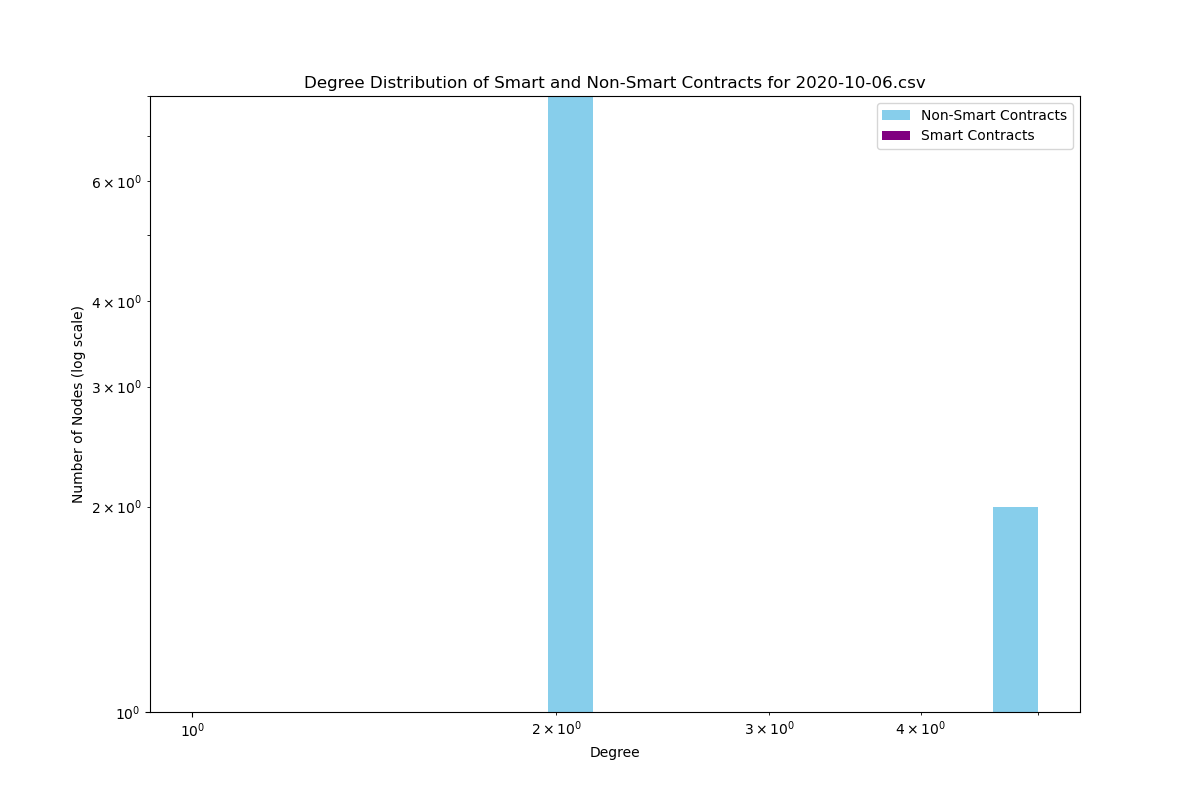 Degree Distribution of Smart and Non-Smart Contracts for 2020-10-06.csv
Non-Smart Contracts
Smart Contracts
6 × 10⁰
4 × 10⁰
3 × 10⁰
2 × 10⁰
10⁰
Number of Nodes (log scale)
10⁰ 2 × 10⁰ 3 × 10⁰ 4 × 10⁰
Degree